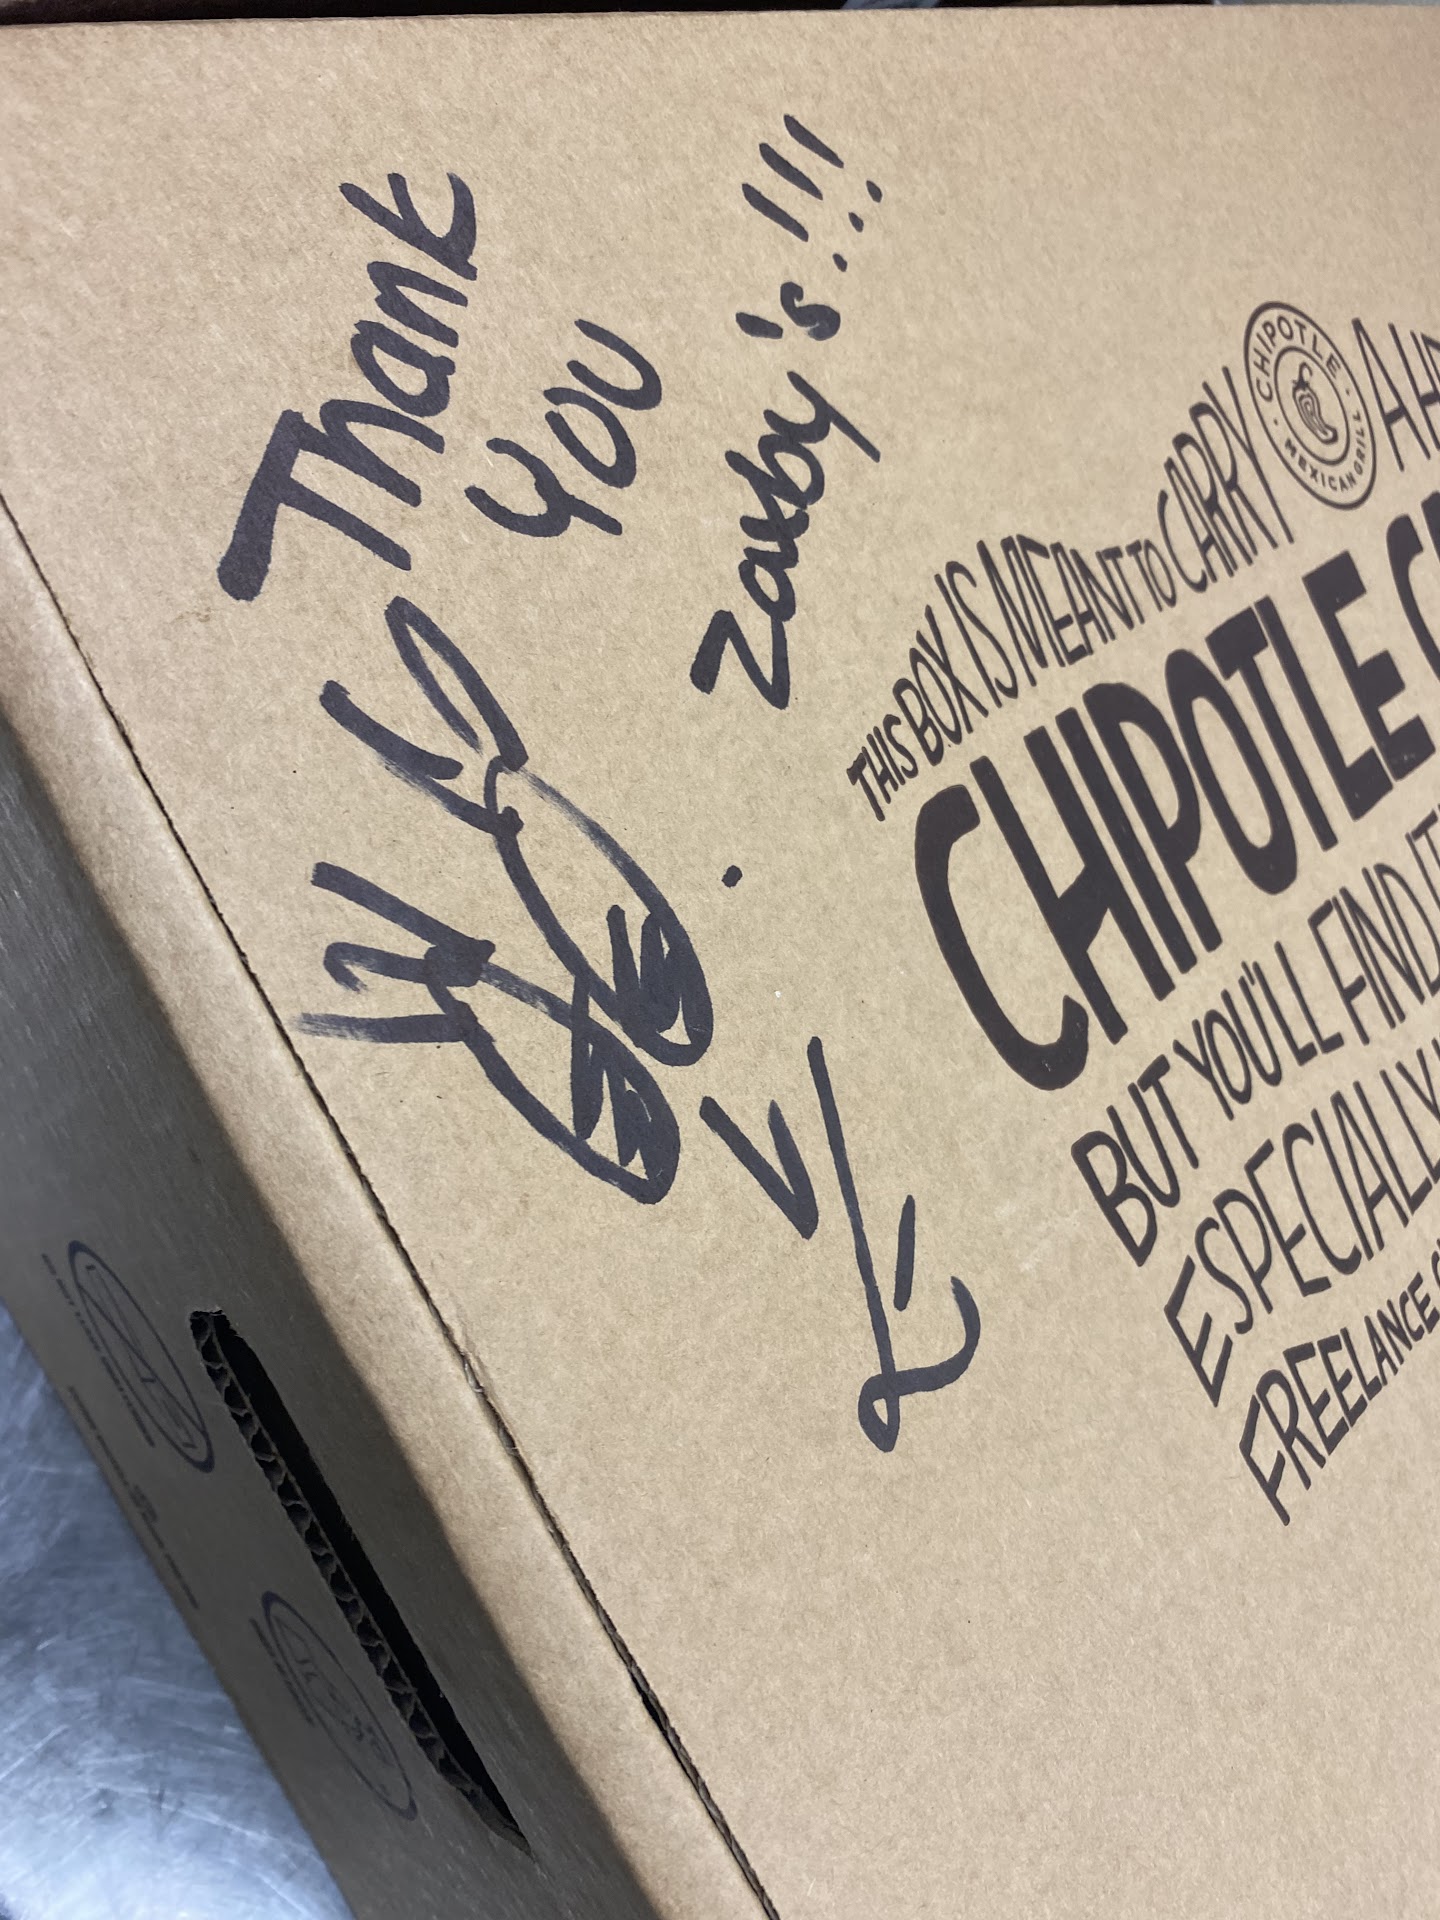 Thank
you
Zaxby's!!!
CHIPOTLE
MEXICAN GRILL
THIS BOX IS MEANT TO CARRY A
CHIPOTLE
BUT YOU'LL FIND
ESPECIALLY
FREELANCE